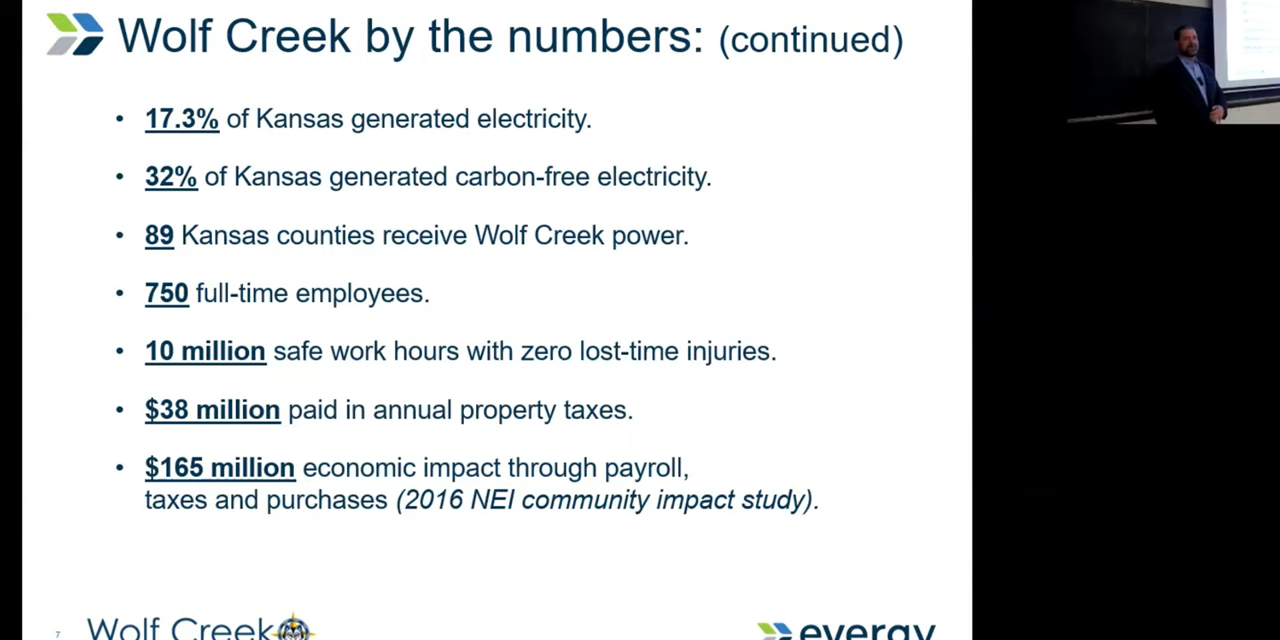 Wolf Creek by the numbers: (continued)
• 17.3% of Kansas generated electricity.
• 32% of Kansas generated carbon-free electricity.
• 89 Kansas counties receive Wolf Creek power.
• 750 full-time employees.
• 10 million safe work hours with zero lost-time injuries.
• $38 million paid in annual property taxes.
• $165 million economic impact through payroll,
taxes and purchases (2016 NEI community impact study).
7
Wolf Creek
evergy